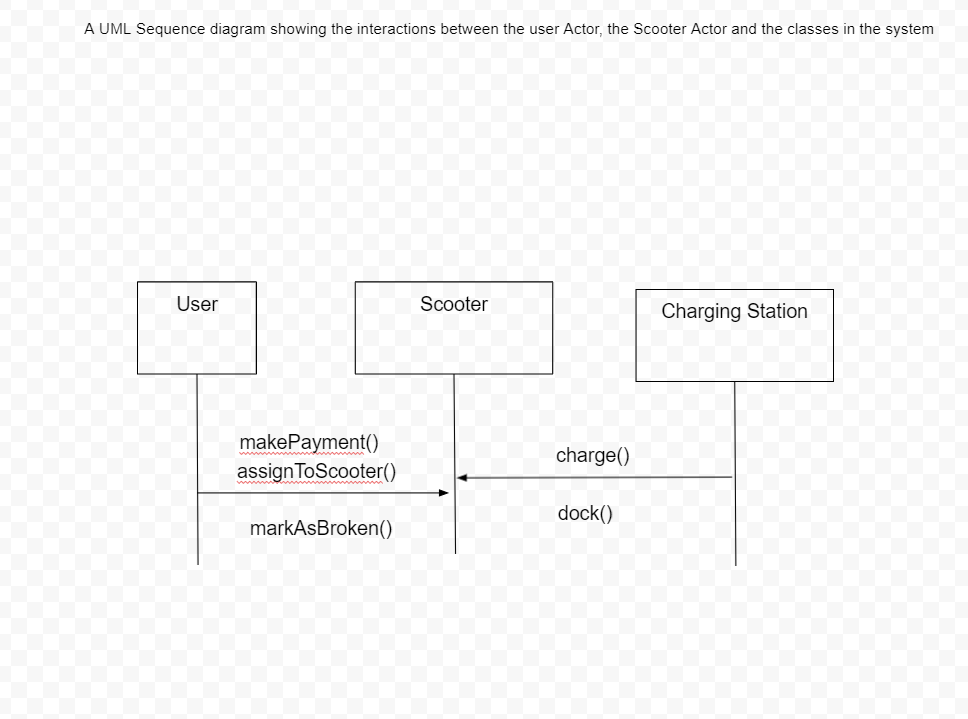 A UML Sequence diagram showing the interactions between the user Actor, the Scooter Actor and the classes in the system
User
Scooter
Charging Station
makePayment()
assignToScooter()
charge()
markAsBroken()
dock()